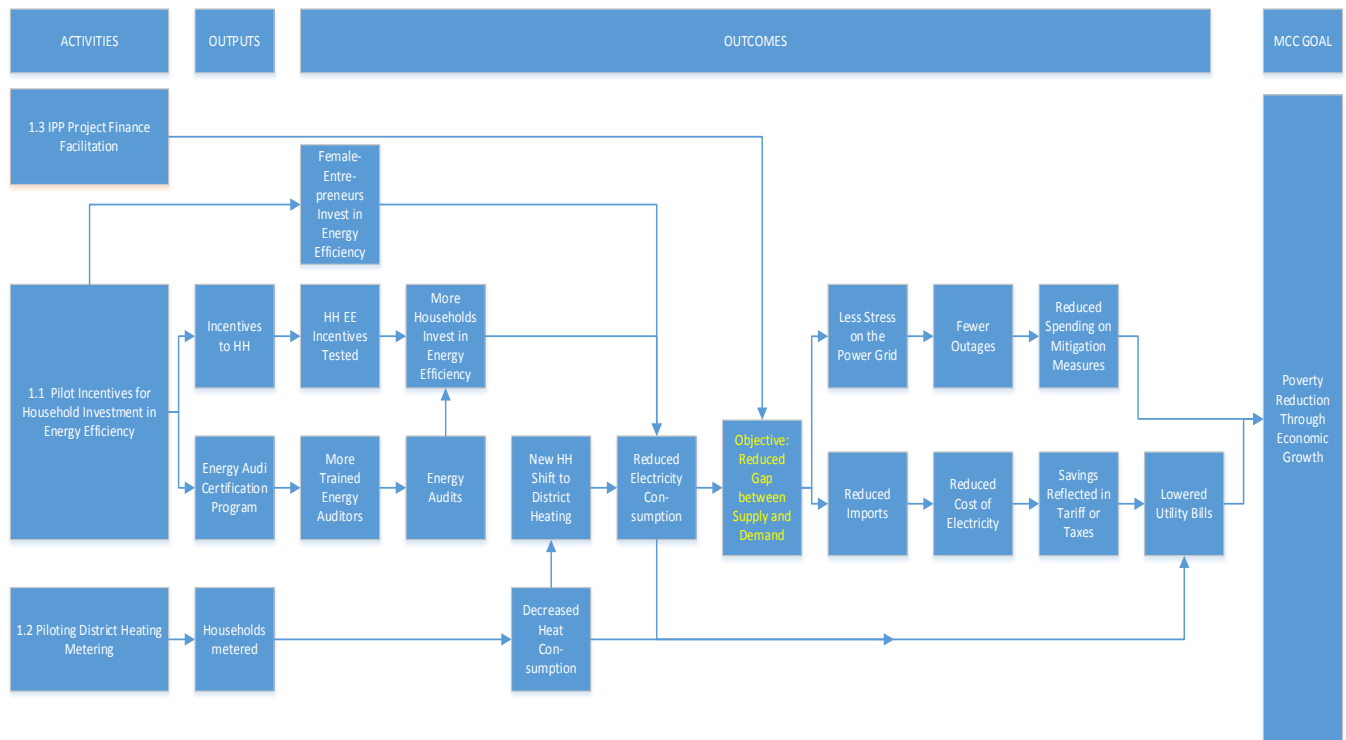 ACTIVITIES
OUTPUTS
OUTCOMES
MCC GOAL
1.3 IPP Project Finance
Facilitation
Female-
Entre-
preneurs
Invest in
Energy
Efficiency
1.1 Pilot Incentives for
Household Investment in
Energy Efficiency
Incentives
to HH
HH EE
Incentives
Tested
More
Households
Invest in
Energy
Efficiency
Energy Audi
Certification
Program
More
Trained
Energy
Auditors
Energy
Audits
New HH
Shift to
District
Heating
Reduced
Electricity
Con-
sumption
Objective:
Reduced
Gap
between
Supply and
Demand
Less Stress
on the
Power Grid
Fewer
Outages
Reduced
Spending on
Mitigation
Measures
Reduced
Imports
Reduced
Cost of
Electricity
Savings
Reflected in
Tariff or
Taxes
Lowered
Utility Bills
Poverty
Reduction
Through
Economic
Growth
1.2 Piloting District Heating
Metering
Households
metered
Decreased
Heat
Con-
sumption